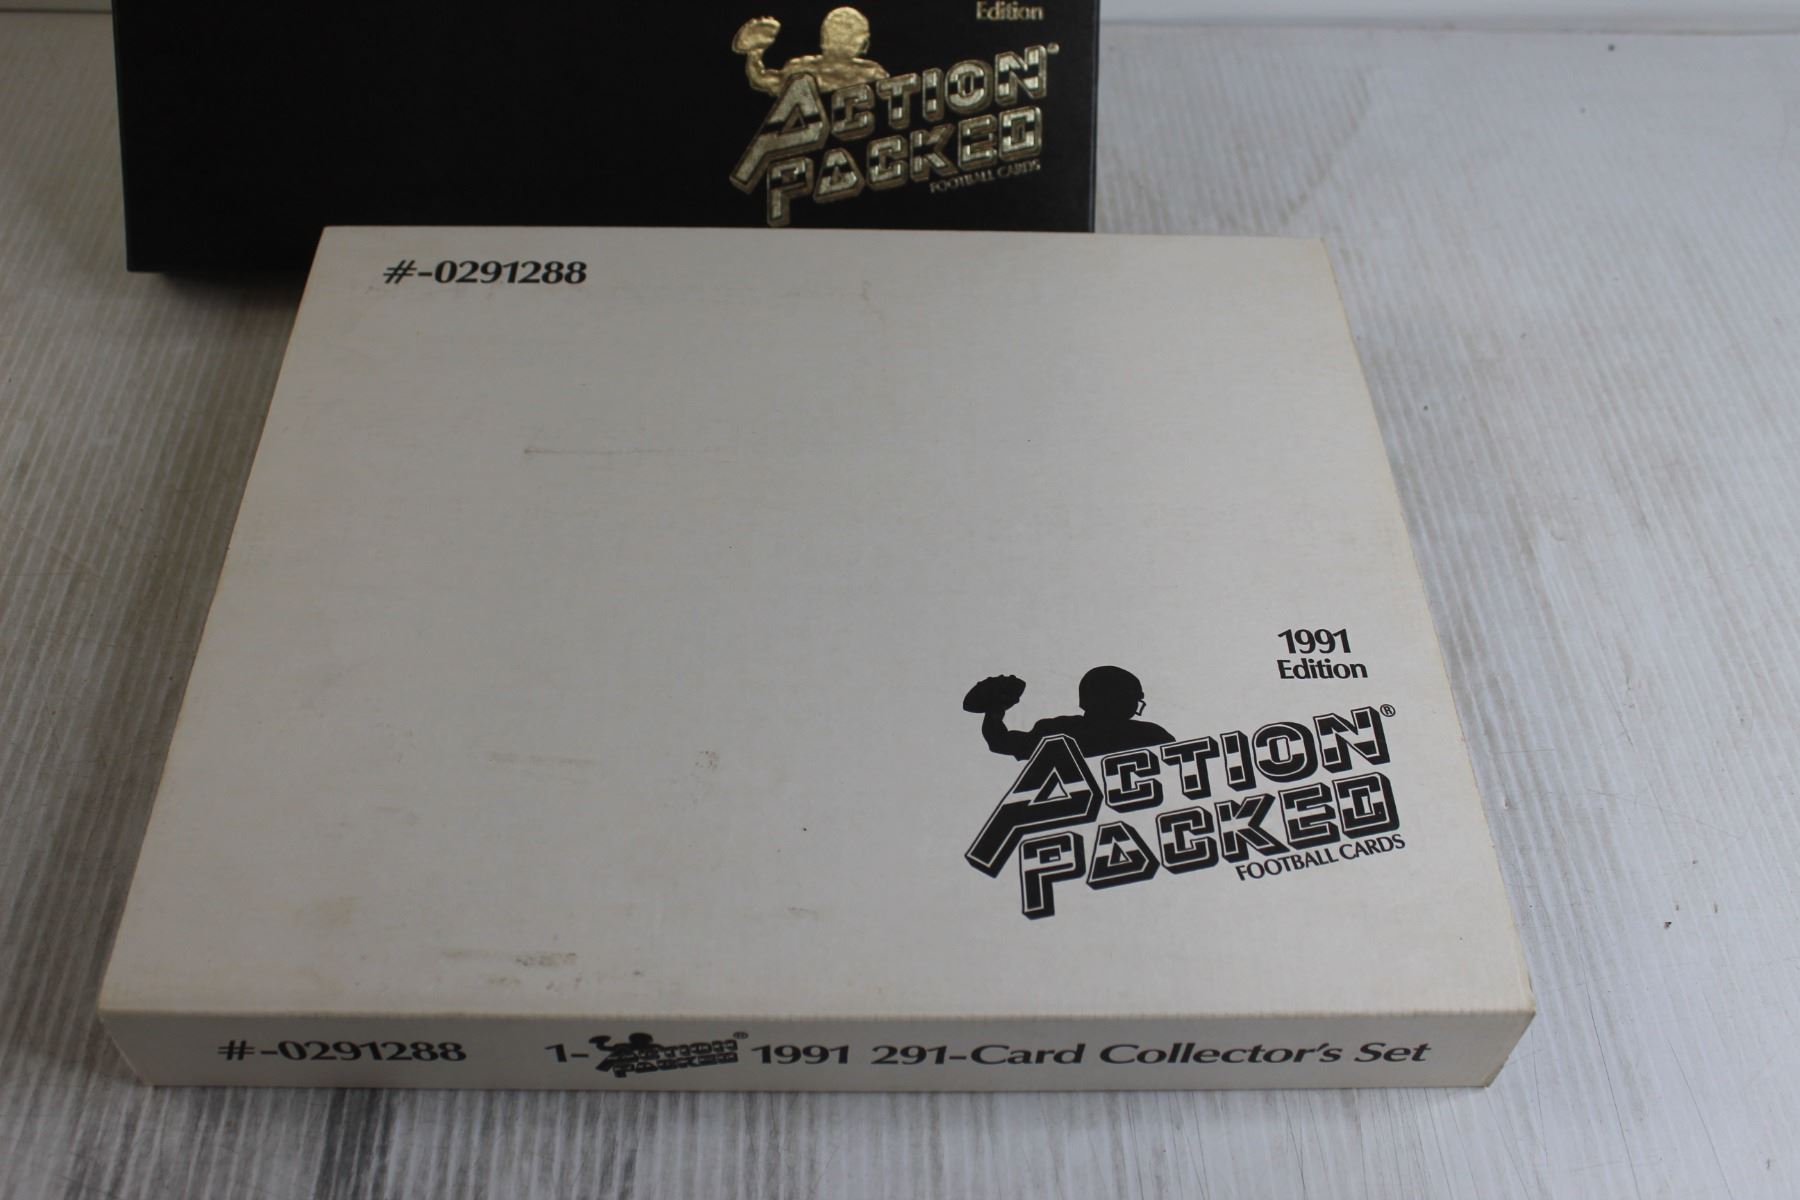 Edition
ACTION®
PACKED
FOOTBALL CARDS
#-0291288
1991
Edition
ACTION®
PACKED
FOOTBALL CARDS
#-0291288 1-ACTION PACKED® 1991 291-Card Collector's Set